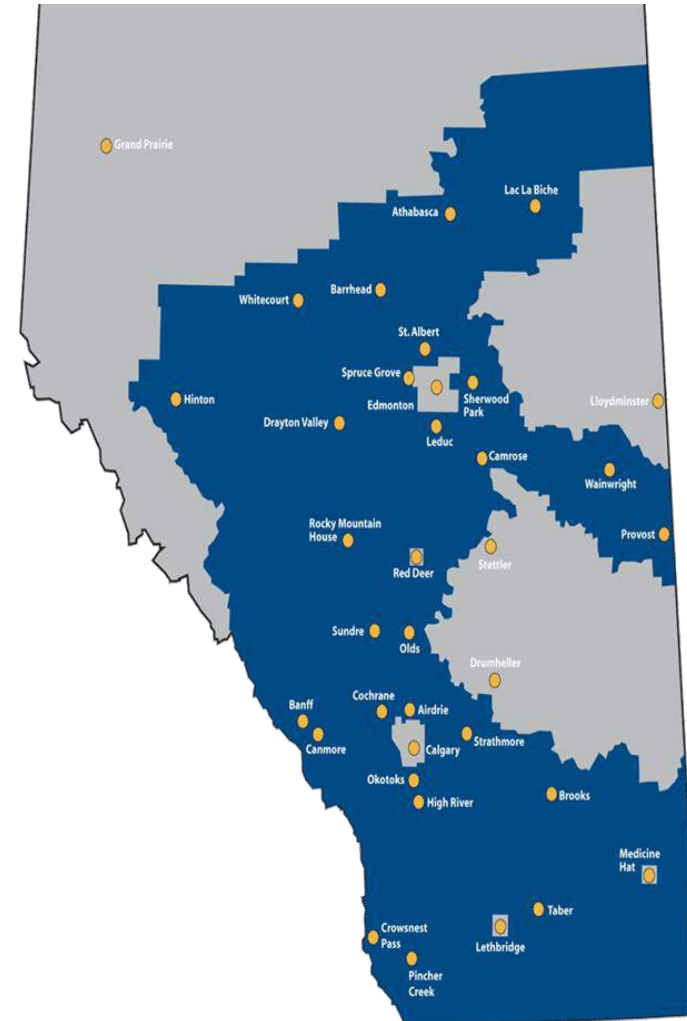 Grand Prairie
Lac La Biche
Athabasca
Barrhead
Whitecourt
St. Albert
Spruce Grove
Edmonton
Sherwood
Park
Hinton
Lloydminster
Drayton Valley
Leduc
Camrose
Wainwright
Rocky Mountain
House
Provost
Stettler
Red Deer
Sundre
Olds
Drumheller
Banff
Cochrane
Airdrie
Canmore
Calgary
Strathmore
Okotoks
High River
Brooks
Medicine
Hat
Taber
Crowsnest
Pass
Lethbridge
Pincher
Creek